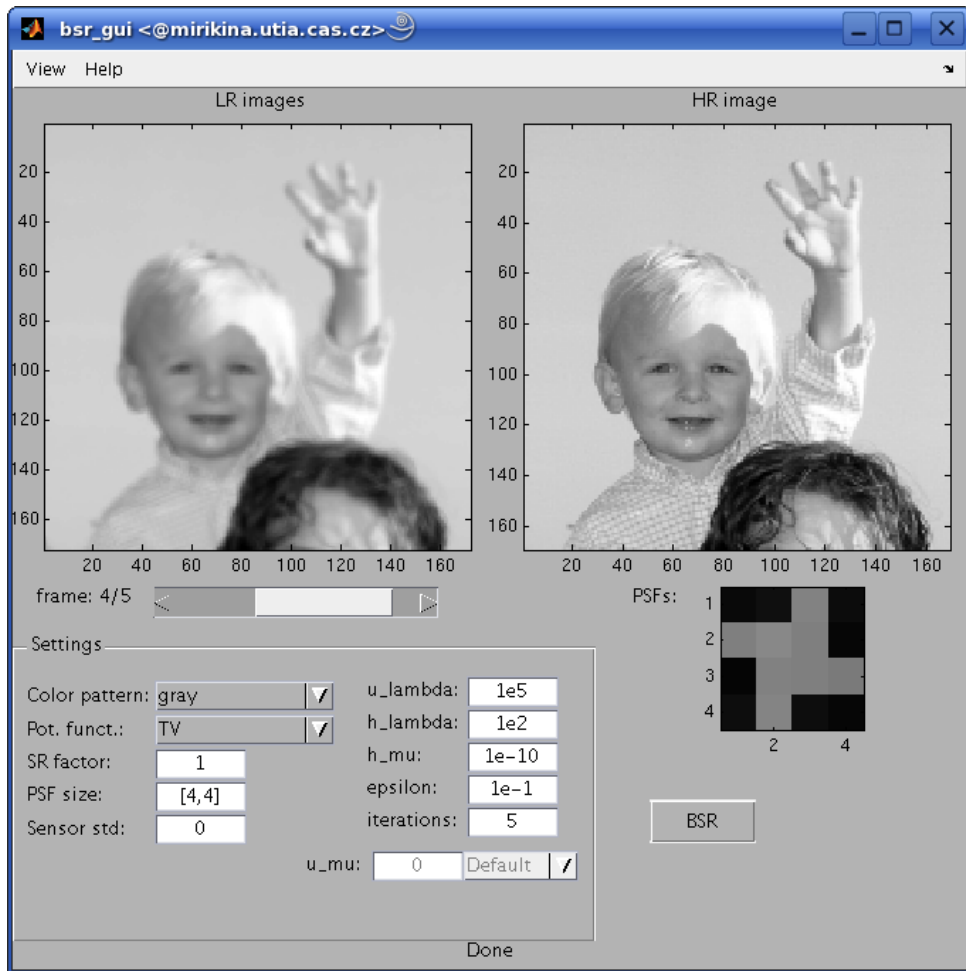 bsr_gui <@mirikina.utia.cas.cz>
View Help
LR images
HR image
20
40
60
80
100
120
140
160
20 40 60 80 100 120 140 160
20
40
60
80
100
120
140
160
20 40 60 80 100 120 140 160
frame: 4/5
PSFs:
1
2
3
4
2 4
Settings
Color pattern: gray
Pot. funct.: TV
SR factor: 1
PSF size: [4,4]
Sensor std: 0
u_lambda: 1e5
h_lambda: 1e2
h_mu: 1e-10
epsilon: 1e-1
iterations: 5
u_mu: 0 Default
BSR
Done